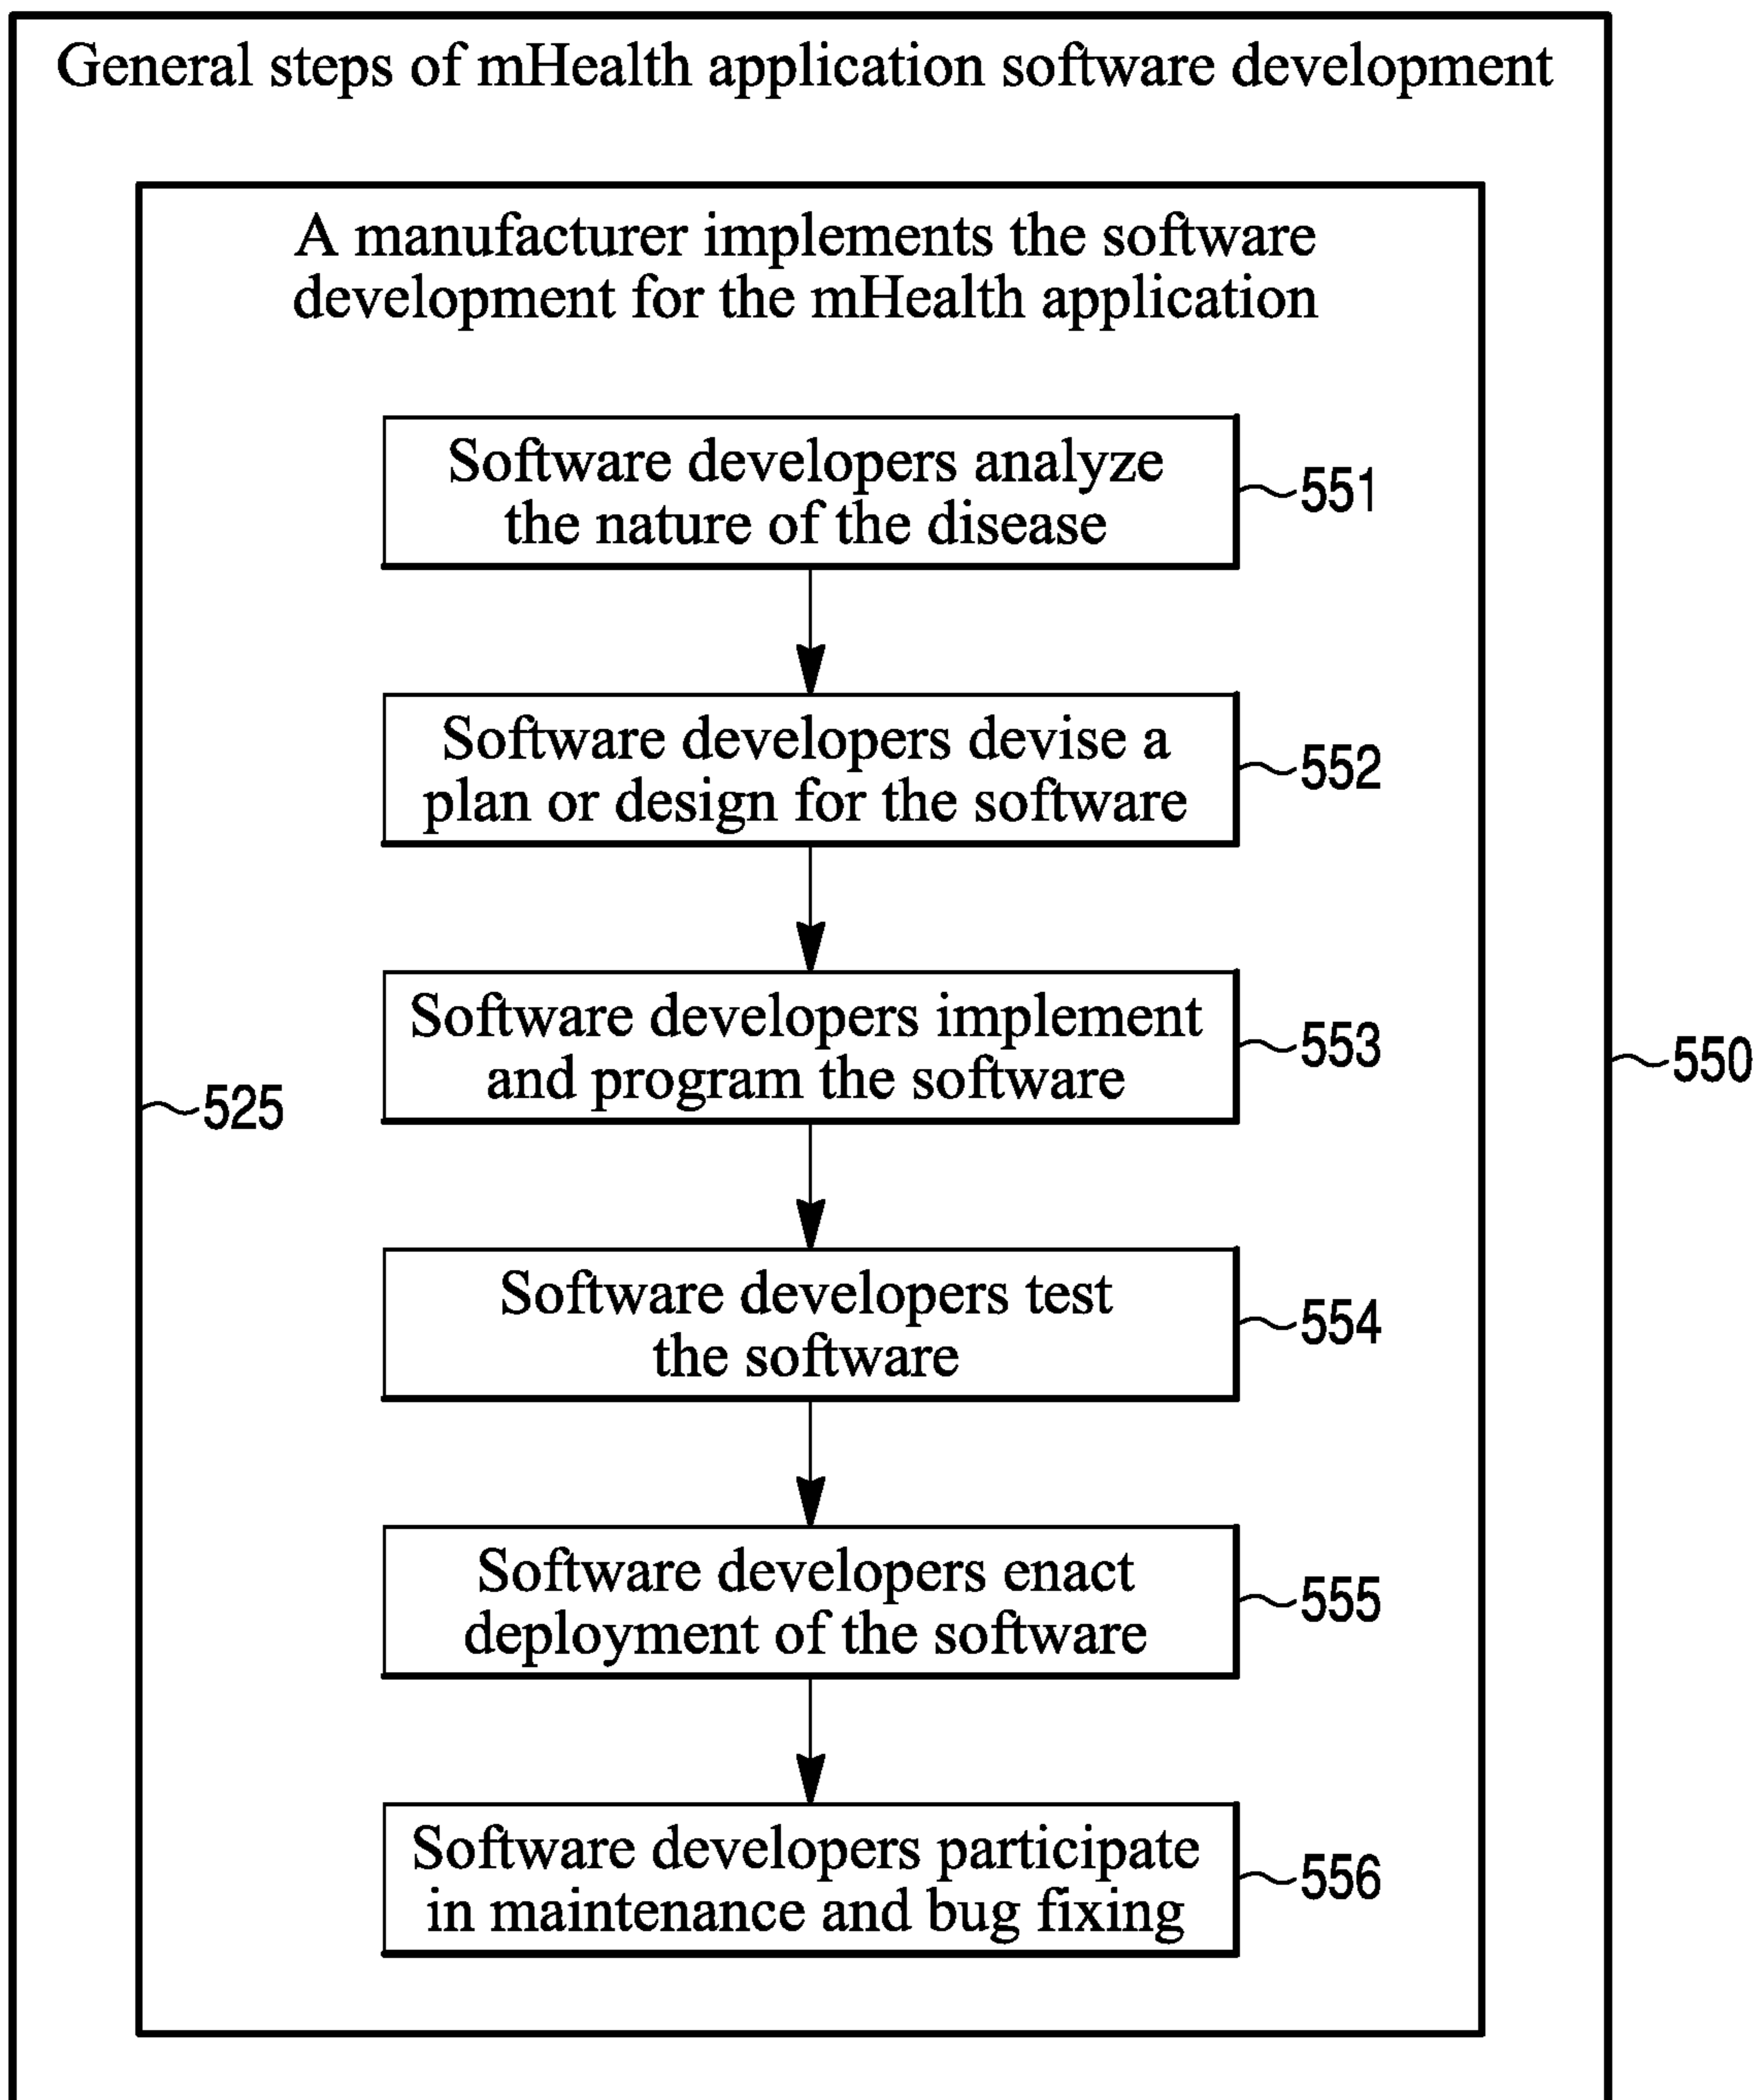 General steps of mHealth application software development
A manufacturer implements the software
development for the mHealth application
Software developers analyze
the nature of the disease
551
Software developers devise a
plan or design for the software
552
Software developers implement
and program the software
553
550
525
Software developers test
the software
554
Software developers enact
deployment of the software
555
Software developers participate
in maintenance and bug fixing
556